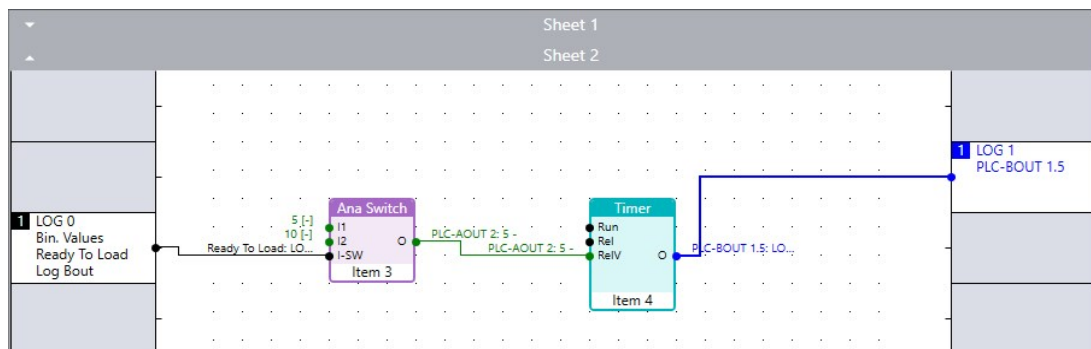 Sheet 1
Sheet 2
1 LOG 0
Bin. Values
Ready To Load
Log Bout
5 [-]
10 [-]
Ready To Load: LO...
Ana Switch
I1
I2 O
I-SW
Item 3
PLC-AOUT 2: 5 -
PLC-AOUT 2: 5 -
Timer
Run
Rel
RelV O
Item 4
PLC-BOUT 1.5: LO...
1 LOG 1
PLC-BOUT 1.5